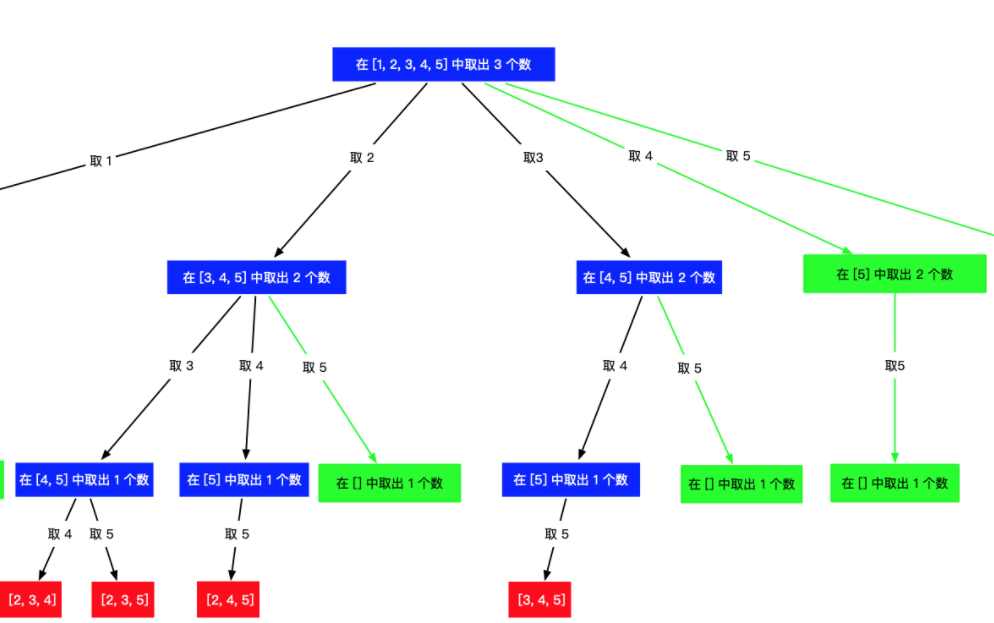 在 [1, 2, 3, 4, 5] 中取出 3 个数
取 1
取 2
取3
取 4
取 5
在 [3, 4, 5] 中取出 2 个数
在 [4, 5] 中取出 2 个数
在 [5] 中取出 2 个数
取 3
取 4
取 5
取 4
取 5
取5
在 [4, 5] 中取出 1 个数
在 [5] 中取出 1 个数
在 [] 中取出 1 个数
在 [5] 中取出 1 个数
在 [] 中取出 1 个数
在 [] 中取出 1 个数
取 4
取 5
取 5
取 5
[2, 3, 4]
[2, 3, 5]
[2, 4, 5]
[3, 4, 5]